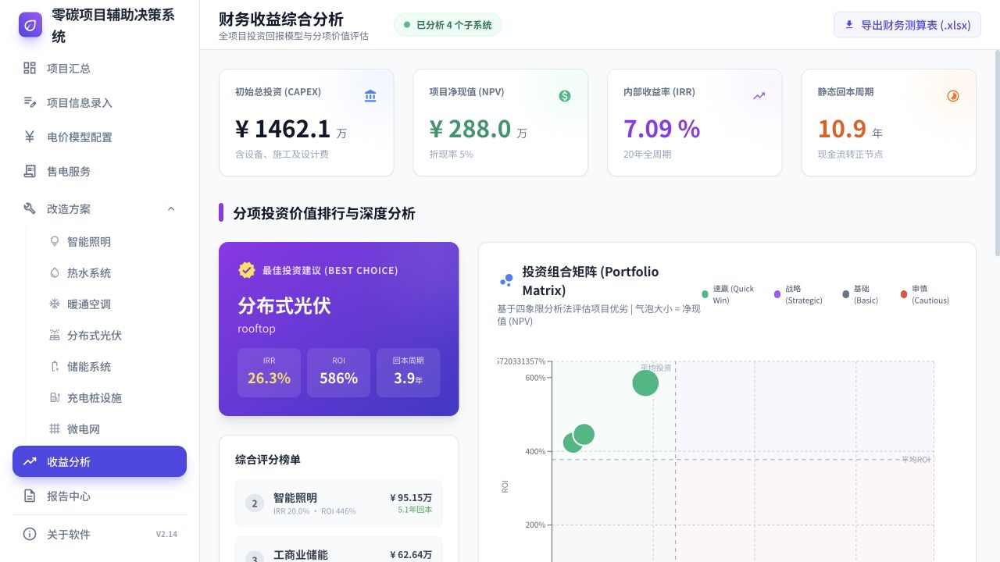 零碳项目辅助决策系
统
项目汇总
项目信息录入
电价模型配置
售电服务
改造方案
智能照明
热水系统
暖通空调
分布式光伏
储能系统
充电桩设施
微电网
收益分析
报告中心
关于软件 V2.14
财务收益综合分析
全项目投资回报模型与分项价值评估
已分析 4 个子系统
导出财务测算表 (.xlsx)
初始总投资 (CAPEX)
¥ 1462.1 万
含设备、施工及设计费
项目净现值 (NPV)
¥ 288.0 万
折现率 5%
内部收益率 (IRR)
7.09 %
20年全周期
静态回本周期
10.9 年
现金流转正节点
分项投资价值排行与深度分析
最佳投资建议 (BEST CHOICE)
分布式光伏
rooftop
IRR
26.3%
ROI
586%
回本周期
3.9年
综合评分榜单
2
智能照明
IRR 20.0% • ROI 446%
¥ 95.15万
5.1年回本
3
工商业储能
¥ 62.64万
投资组合矩阵 (Portfolio
Matrix)
基于四象限分析法评估项目优劣 | 气泡大小 = 净现
值 (NPV)
速赢 (Quick
Win)
战略
(Strategic)
基础
(Basic)
审慎
(Cautious)
5720331357%
600%
400%
200%
ROI
平均投资
平均ROI